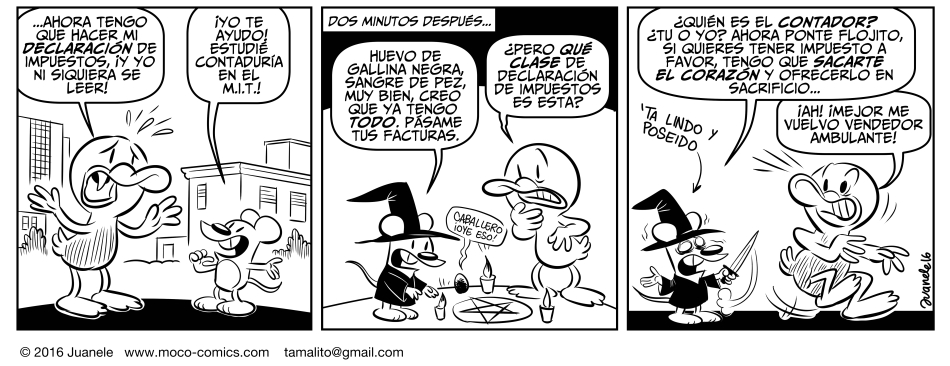 ...AHORA TENGO
QUE HACER MI
DECLARACIÓN DE
IMPUESTOS, ¡Y YO
NI SIQUIERA SE
LEER!
¡YO TE
AYUDO!
ESTUDIÉ
CONTADURÍA
EN EL
M.I.T.!
DOS MINUTOS DESPUÉS...
HUEVO DE
GALLINA NEGRA,
SANGRE DE PEZ,
MUY BIEN, CREO
QUE YA TENGO
TODO. PÁSAME
TUS FACTURAS.
¿PERO QUÉ
CLASE DE
DECLARACIÓN
DE IMPUESTOS
ES ESTA?
CABALLERO
¡OYE ESO!
¿QUIÉN ES EL CONTADOR?
¿TU O YO? AHORA PONTE FLOJITO,
SI QUIERES TENER IMPUESTO A
FAVOR, TENGO QUE SACARTE
EL CORAZÓN Y OFRECERLO EN
SACRIFICIO...
'TA LINDO Y
POSEIDO
¡AH! ¡MEJOR ME
VUELVO VENDEDOR
AMBULANTE!
Juanele16
© 2016 Juanele www.moco-comics.com tamalito@gmail.com